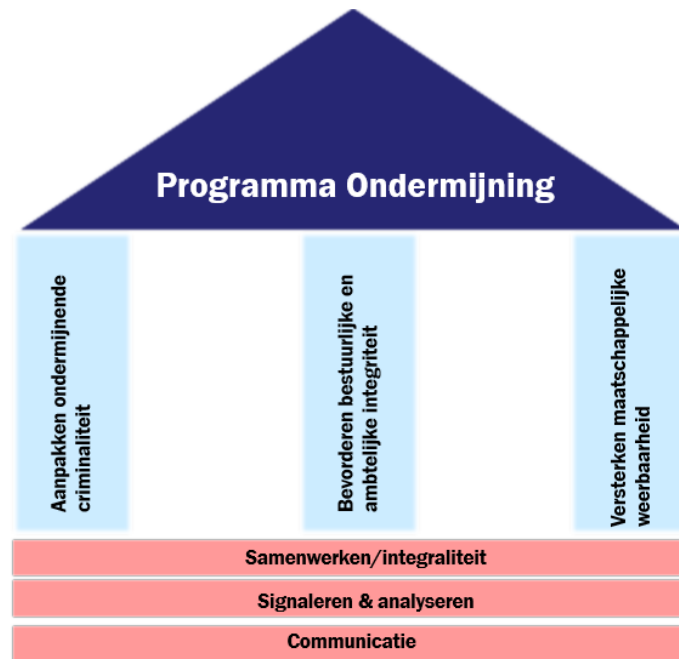 Programma Ondermijning
Aanpakken ondermijnende
criminaliteit
Bevorderen bestuurlijke en
ambtelijke integriteit
Versterken maatschappelijke
weerbaarheid
Samenwerken/integraliteit
Signaleren & analyseren
Communicatie